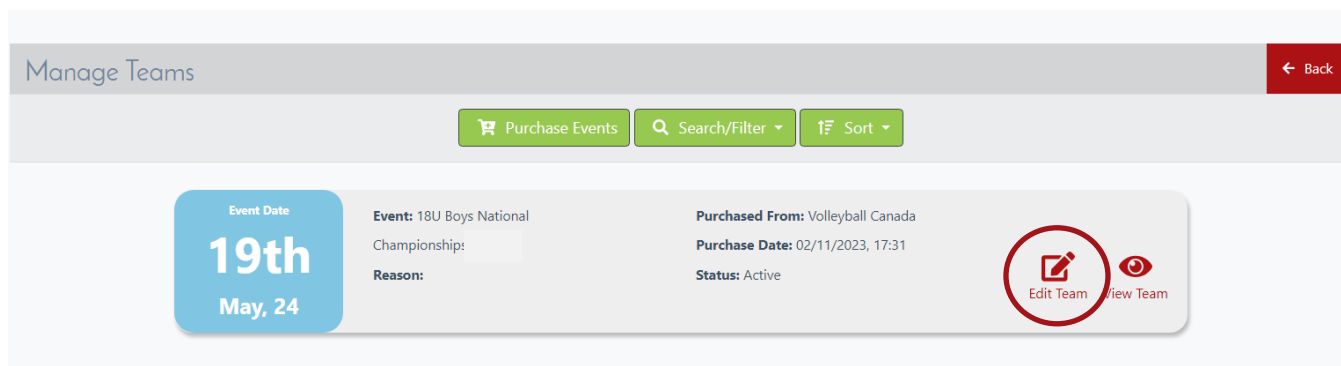 Manage Teams
← Back
Purchase Events
Search/Filter
Sort
Event Date
19th
May, 24
Event: 18U Boys National
Championships
Reason:
Purchased From: Volleyball Canada
Purchase Date: 02/11/2023, 17:31
Status: Active
Edit Team
View Team